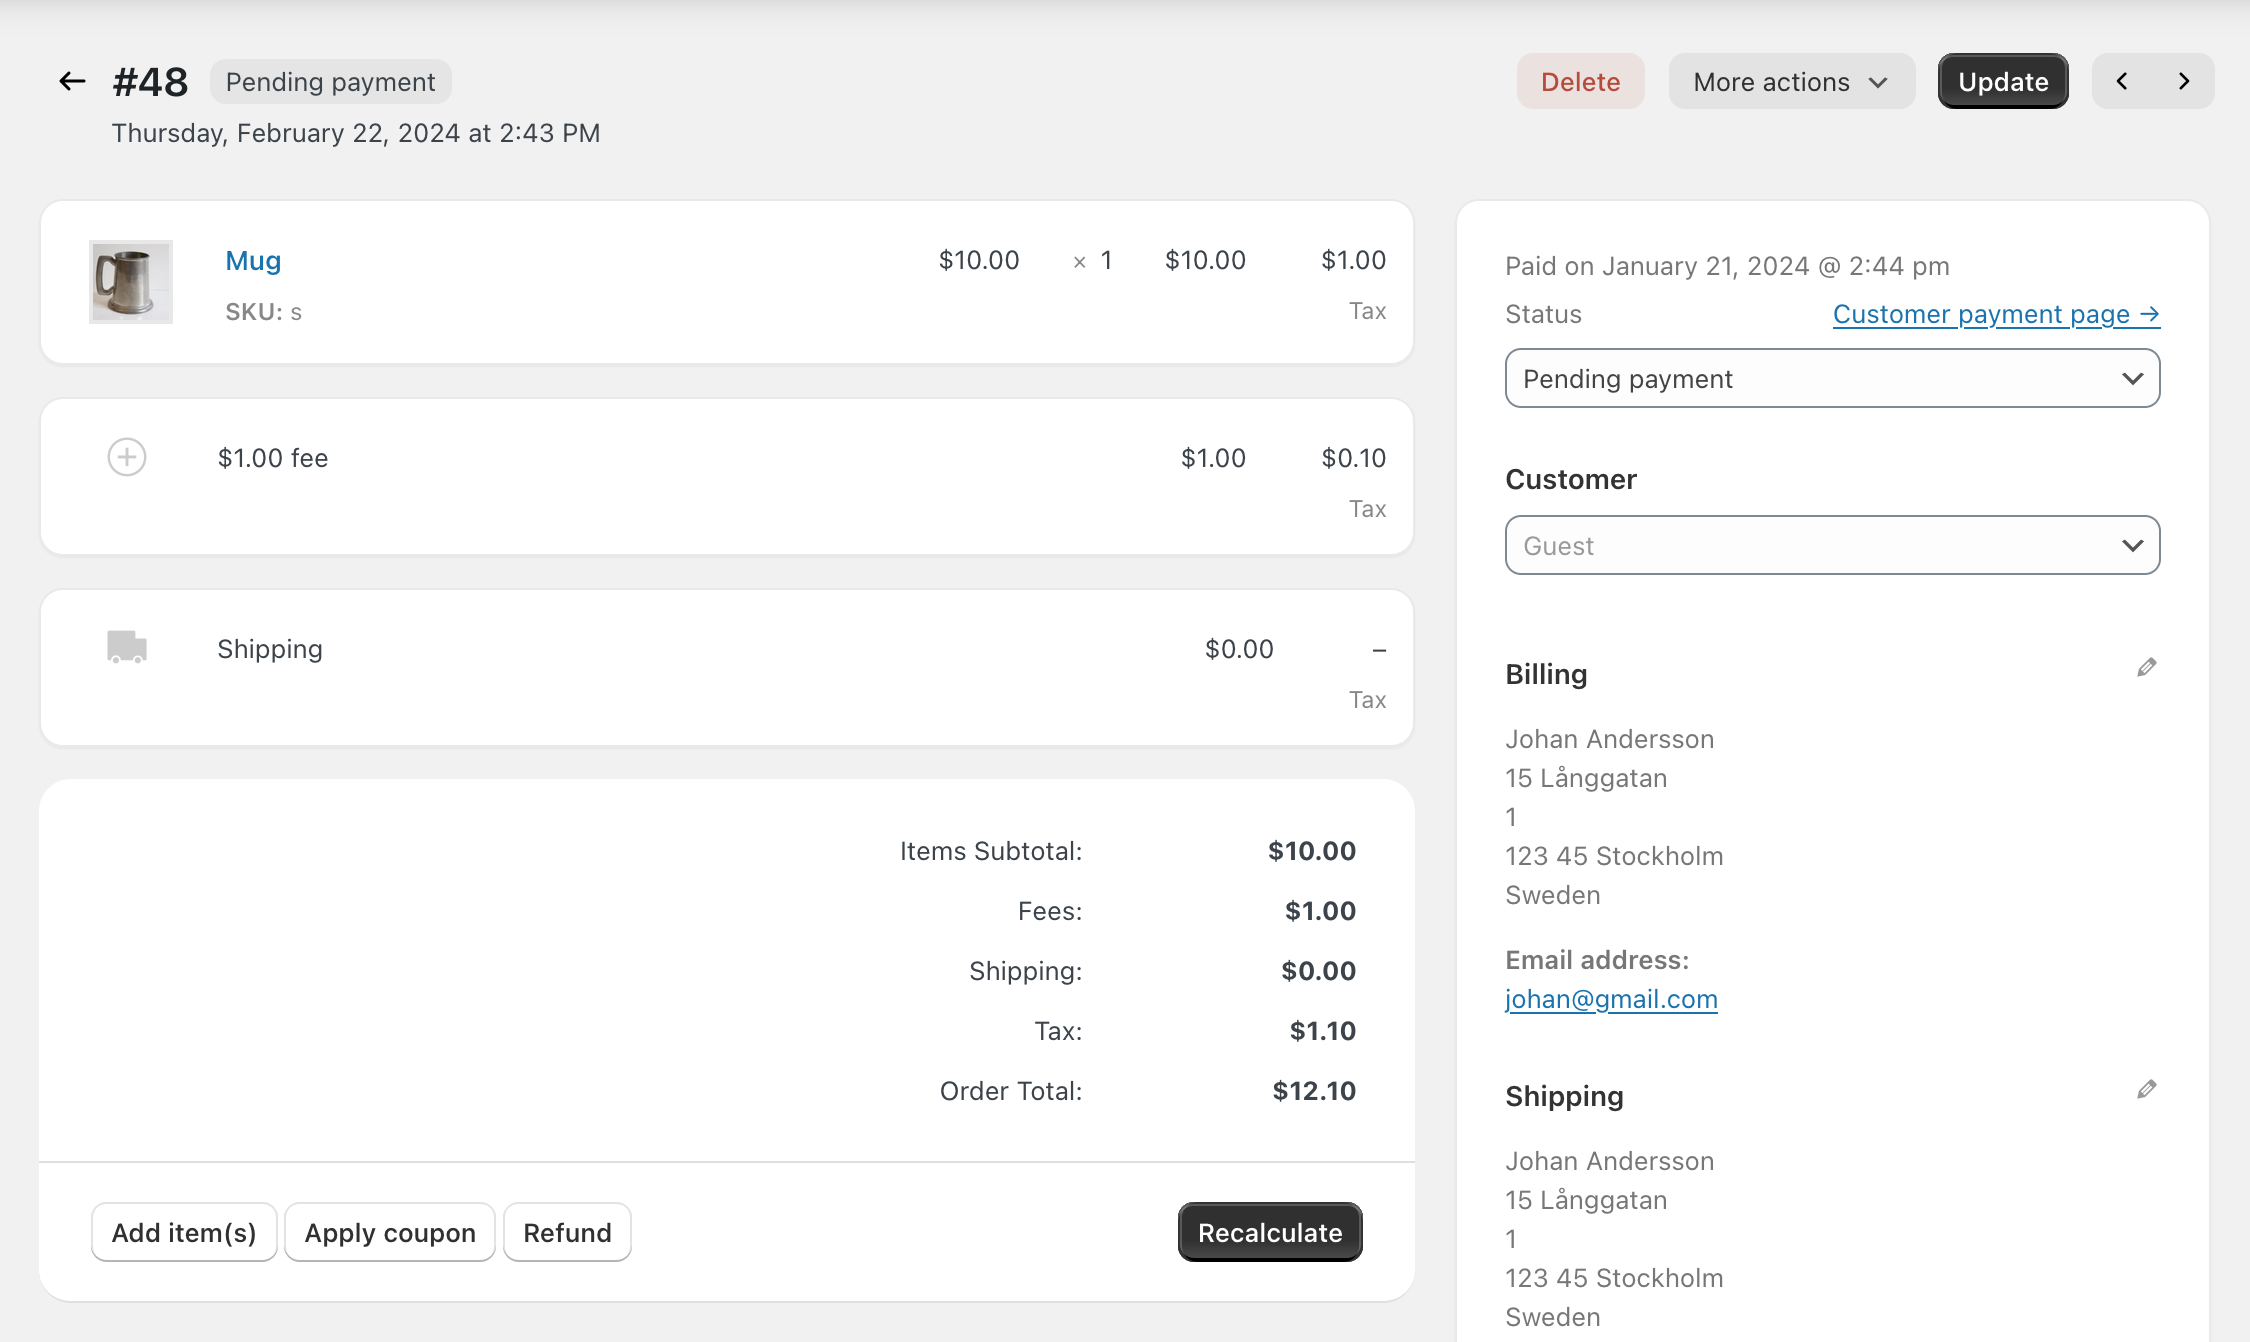 #48 Pending payment
Thursday, February 22, 2024 at 2:43 PM
Delete More actions Update
Mug $10.00 × 1 $10.00 $1.00
SKU: s Tax
$1.00 fee $1.00 $0.10
Tax
Shipping $0.00 –
Tax
Items Subtotal: $10.00
Fees: $1.00
Shipping: $0.00
Tax: $1.10
Order Total: $12.10
Add item(s) Apply coupon Refund Recalculate
Paid on January 21, 2024 @ 2:44 pm
Status Customer payment page →
Pending payment
Customer
Guest
Billing
Johan Andersson
15 Långgatan
1
123 45 Stockholm
Sweden
Email address:
johan@gmail.com
Shipping
Johan Andersson
15 Långgatan
1
123 45 Stockholm
Sweden